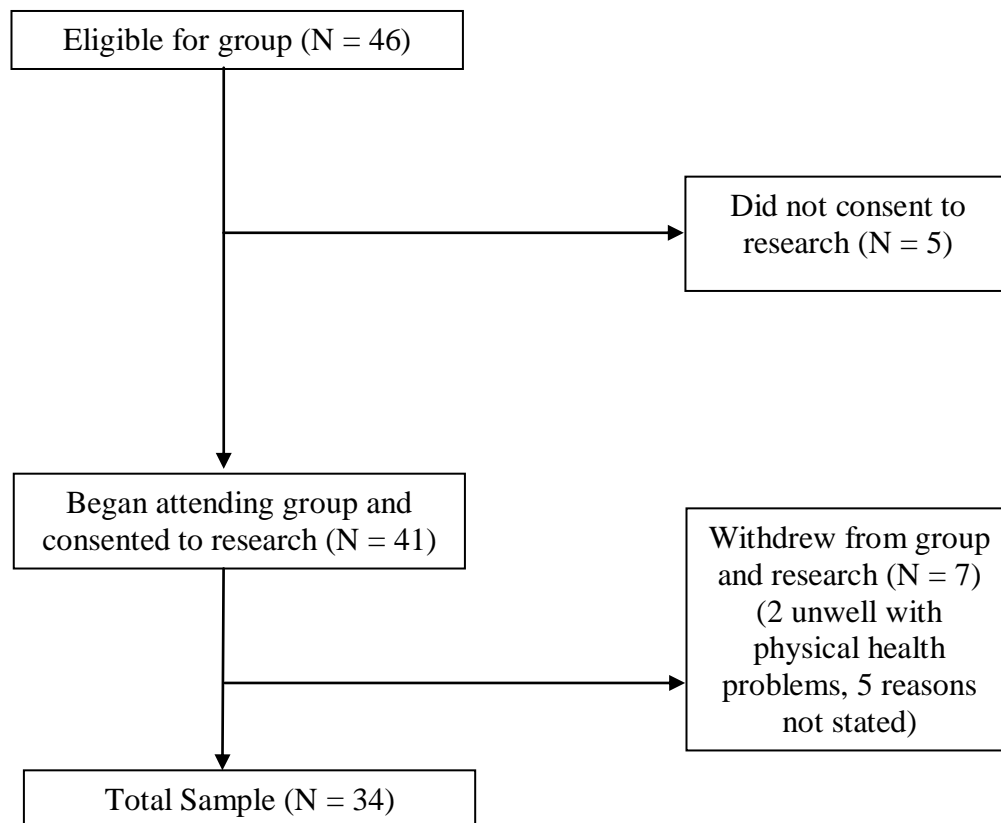 Eligible for group (N = 46)
Did not consent to
research (N = 5)
Began attending group and
consented to research (N = 41)
Withdrew from group
and research (N = 7)
(2 unwell with
physical health
problems, 5 reasons
not stated)
Total Sample (N = 34)